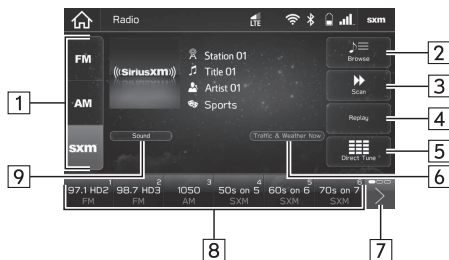 Radio
LTE
sxm
FM
AM
sxm
((SiriusXM))
Station 01
Title 01
Artist 01
Sports
Browse
Scan
Replay
Direct Tune
Sound
Traffic & Weather Now
1 2 3 4 5 6
97.1 HD2 98.7 HD3 1050 50s on 5 60s on 6 70s on 7
FM FM AM SXM SXM SXM
1
2
3
4
5
6
7
8
9